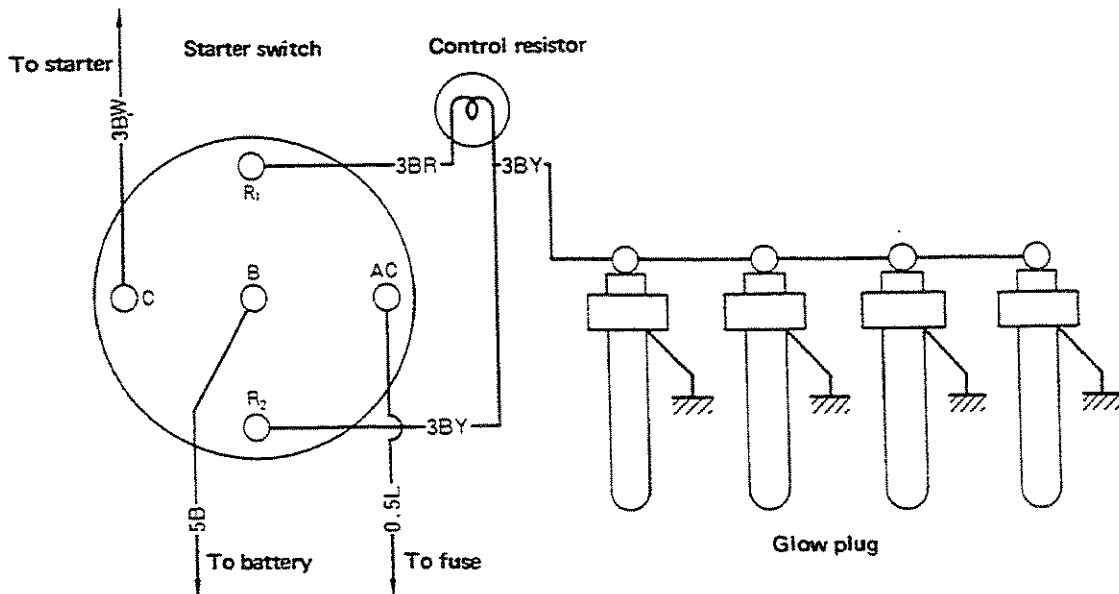 Starter switch
Control resistor
To starter
3BW
R₁
3BR
3BY
B
AC
C
R₂
3BY
5B
0.5L
To battery
To fuse
Glow plug